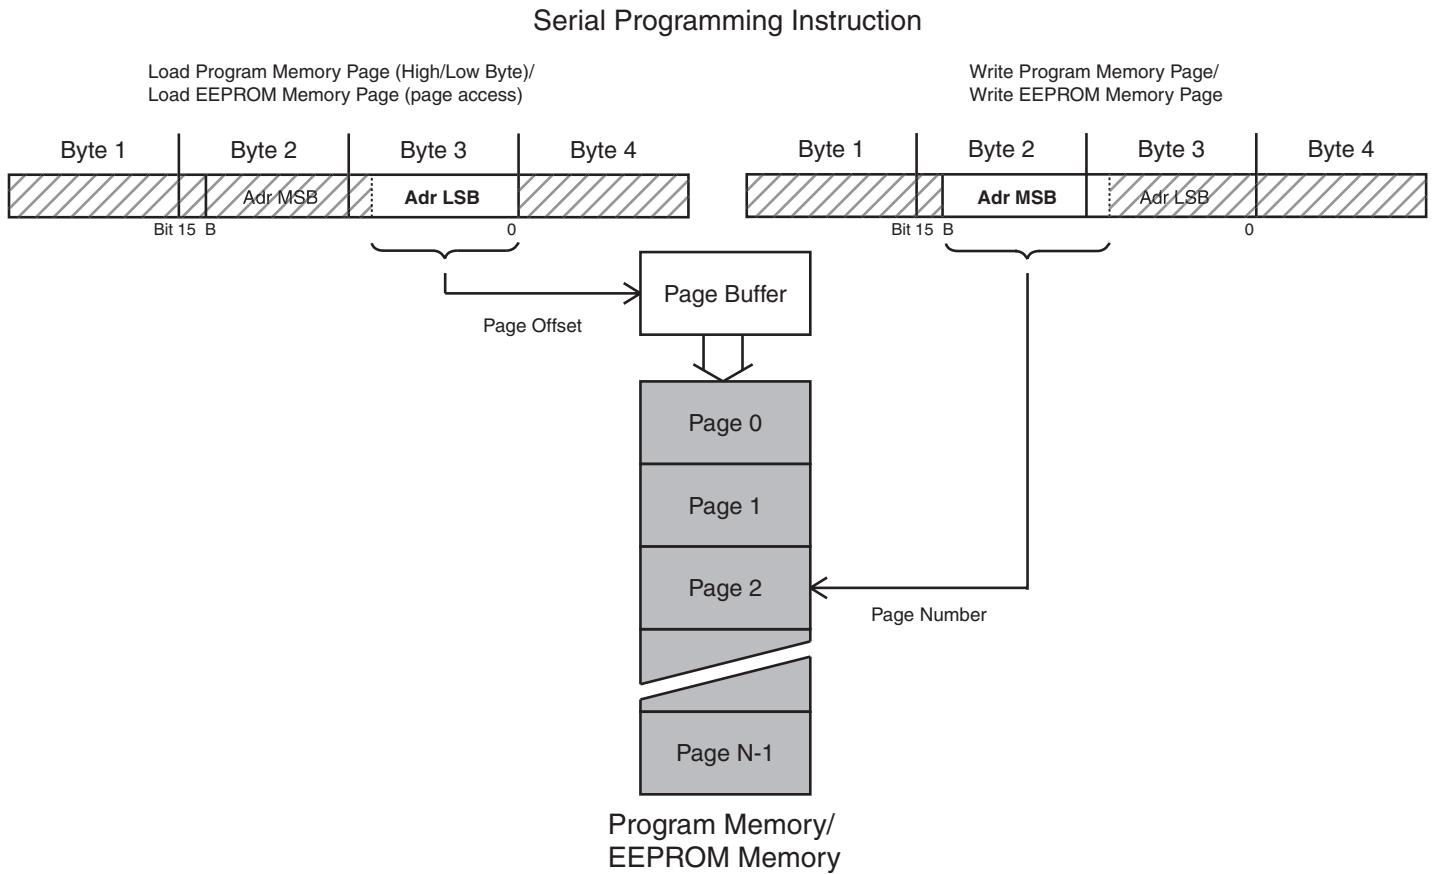 Serial Programming Instruction
Load Program Memory Page (High/Low Byte)/
Load EEPROM Memory Page (page access)
Write Program Memory Page/
Write EEPROM Memory Page
Byte 1 Byte 2 Byte 3 Byte 4
Adr MSB Adr LSB
Bit 15 B 0
Byte 1 Byte 2 Byte 3 Byte 4
Adr MSB Adr LSB
Bit 15 B 0
Page Buffer
Page Offset
Page 0
Page 1
Page 2
Page Number
Page N-1
Program Memory/
EEPROM Memory